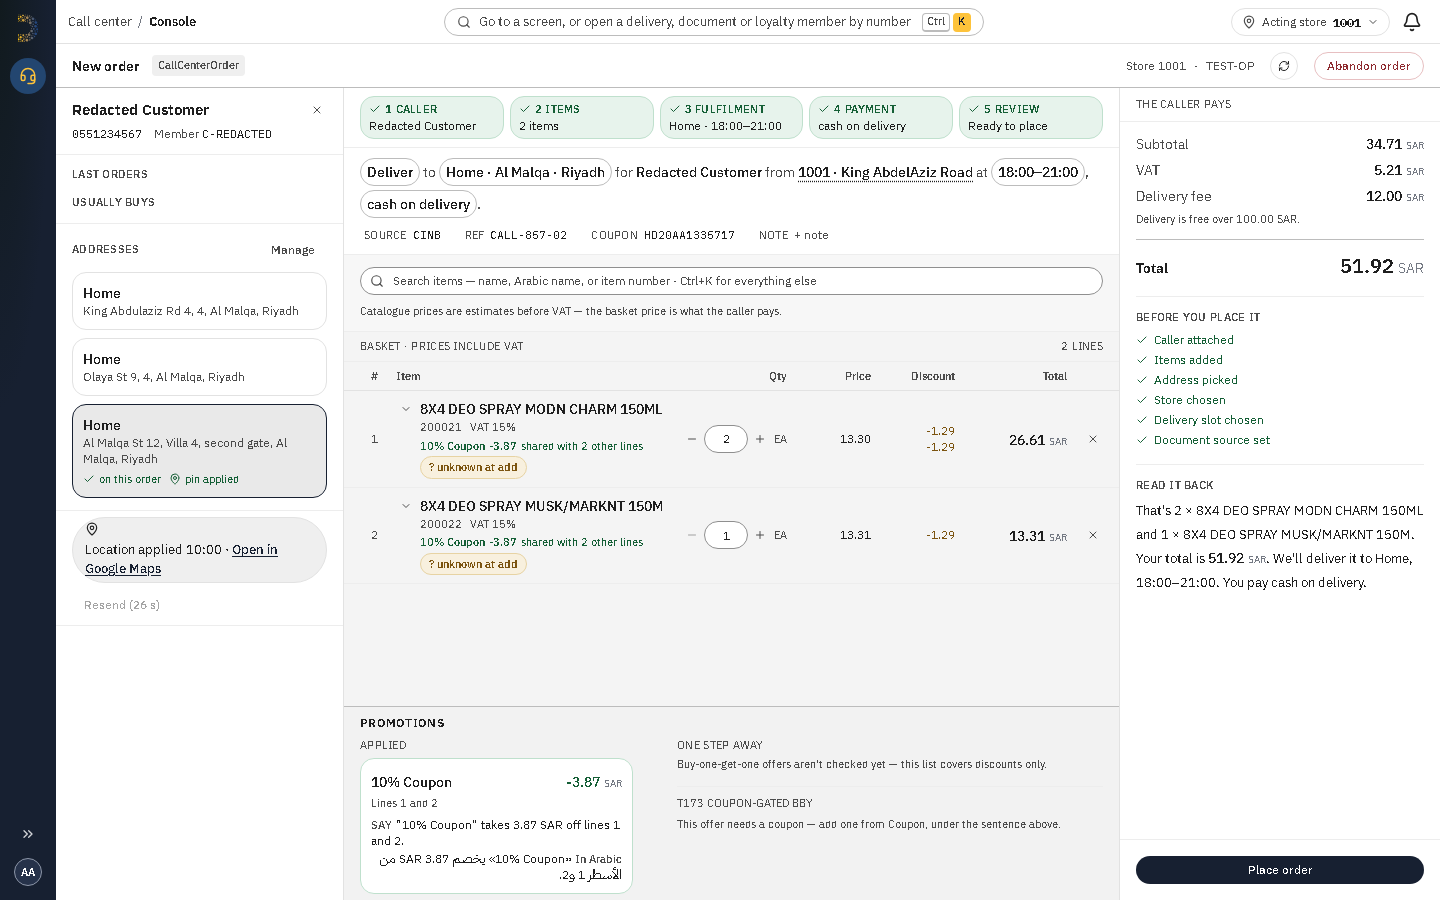 Call center / Console
Go to a screen, or open a delivery, document or loyalty member by number Ctrl K
Acting store 1001
New order CallCenterOrder
Store 1001 · TEST-OP
Abandon order
Redacted Customer
0551234567 Member C-REDACTED
LAST ORDERS
USUALLY BUYS
ADDRESSES Manage
Home
King Abdulaziz Rd 4, 4, Al Malqa, Riyadh
Home
Olaya St 9, 4, Al Malqa, Riyadh
Home
Al Malqa St 12, Villa 4, second gate, Al
Malqa, Riyadh
on this order pin applied
Location applied 10:00 · Open in
Google Maps
Resend (26 s)
AA
1 CALLER
Redacted Customer
2 ITEMS
2 items
3 FULFILMENT
Home · 18:00–21:00
4 PAYMENT
cash on delivery
5 REVIEW
Ready to place
Deliver to Home · Al Malqa · Riyadh for Redacted Customer from 1001 · King AbdelAziz Road at 18:00–21:00 ,
cash on delivery .
SOURCE CINB REF CALL-867-02 COUPON HD20AA1335717 NOTE + note
Search items — name, Arabic name, or item number · Ctrl+K for everything else
Catalogue prices are estimates before VAT — the basket price is what the caller pays.
BASKET · PRICES INCLUDE VAT 2 LINES
# Item Qty Price Discount Total
8X4 DEO SPRAY MODN CHARM 150ML
200021 VAT 15%
1 − 2 + EA 13.30 -1.29 -1.29 26.61 SAR ×
10% Coupon -3.87 shared with 2 other lines
? unknown at add
8X4 DEO SPRAY MUSK/MARKNT 150M
200022 VAT 15%
2 − 1 + EA 13.31 -1.29 13.31 SAR ×
10% Coupon -3.87 shared with 2 other lines
? unknown at add
PROMOTIONS
APPLIED
10% Coupon -3.87 SAR
Lines 1 and 2
SAY "10% Coupon" takes 3.87 SAR off lines 1
and 2.
In Arabic «10% Coupon» يخصم 3.87 SAR من
الأسطر 1 و2.
ONE STEP AWAY
Buy-one-get-one offers aren't checked yet — this list covers discounts only.
T173 COUPON-GATED BBY
This offer needs a coupon — add one from Coupon, under the sentence above.
THE CALLER PAYS
Subtotal 34.71 SAR
VAT 5.21 SAR
Delivery fee 12.00 SAR
Delivery is free over 100.00 SAR.
Total 51.92 SAR
BEFORE YOU PLACE IT
Caller attached
Items added
Address picked
Store chosen
Delivery slot chosen
Document source set
READ IT BACK
That's 2 × 8X4 DEO SPRAY MODN CHARM 150ML
and 1 × 8X4 DEO SPRAY MUSK/MARKNT 150M.
Your total is 51.92 SAR. We'll deliver it to Home,
18:00–21:00. You pay cash on delivery.
Place order